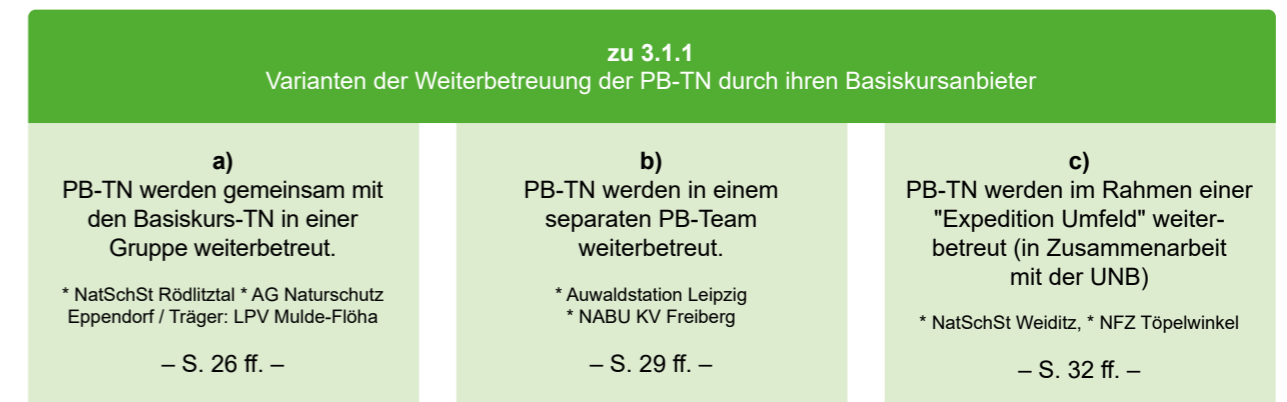 zu 3.1.1
Varianten der Weiterbetreuung der PB-TN durch ihren Basiskursanbieter
a)
PB-TN werden gemeinsam mit
den Basiskurs-TN in einer
Gruppe weiterbetreut.
* NatSchSt Rödlitztal * AG Naturschutz
Eppendorf / Träger: LPV Mulde-Flöha
– S. 26 ff. –
b)
PB-TN werden in einem
separaten PB-Team
weiterbetreut.
* Auwaldstation Leipzig
* NABU KV Freiberg
– S. 29 ff. –
c)
PB-TN werden im Rahmen einer
"Expedition Umfeld" weiter-
betreut (in Zusammenarbeit
mit der UNB)
* NatSchSt Weiditz, * NFZ Töpelwinkel
– S. 32 ff. –